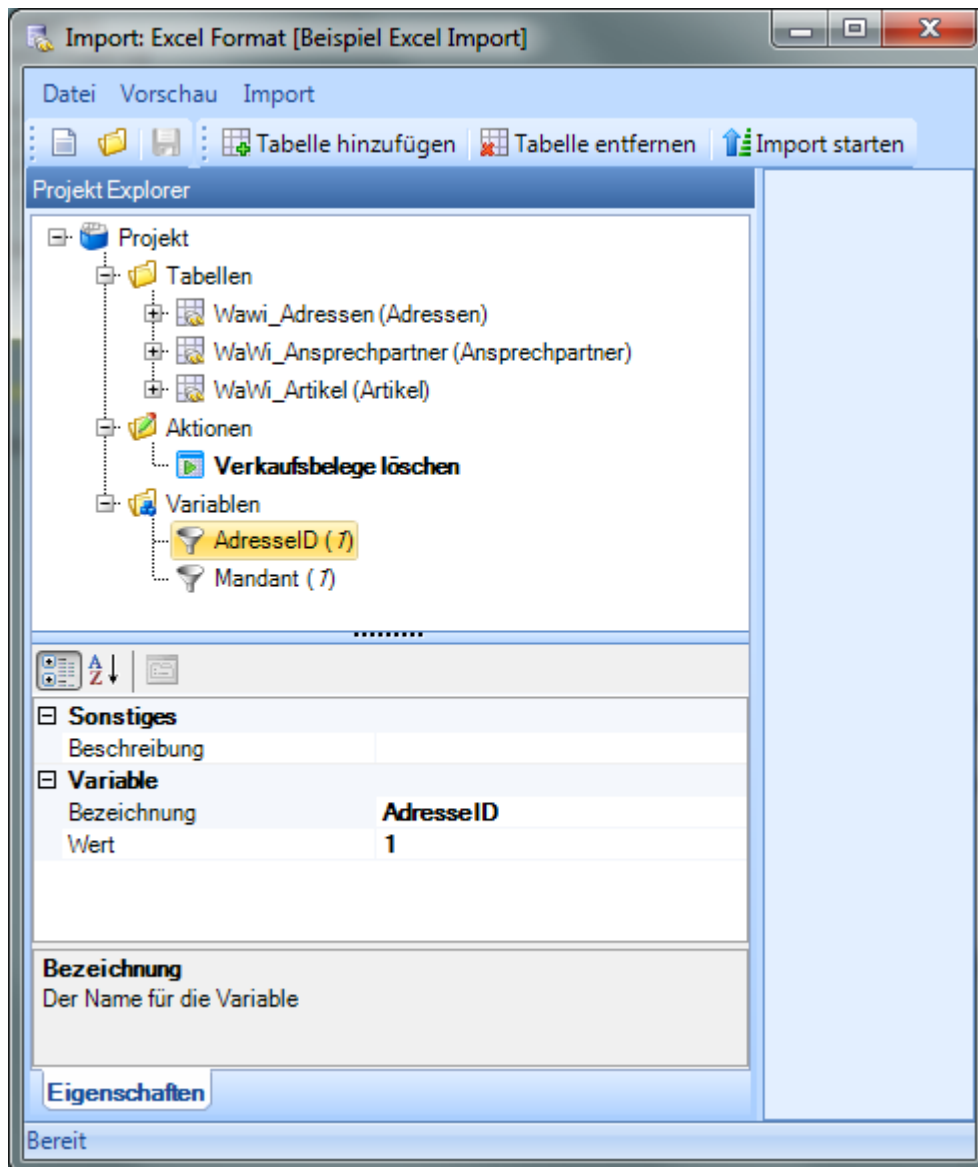 Import: Excel Format [Beispiel Excel Import]
Datei Vorschau Import
Tabelle hinzufügen Tabelle entfernen Import starten
Projekt Explorer
Projekt
Tabellen
Wawi_Adressen (Adressen)
WaWi_Ansprechpartner (Ansprechpartner)
WaWi_Artikel (Artikel)
Aktionen
Verkaufsbelege löschen
Variablen
AdresseID (1)
Mandant (1)
A
Z
Sonstiges
Beschreibung
Variable
Bezeichnung AdresseID
Wert 1
Bezeichnung
Der Name für die Variable
Eigenschaften
Bereit